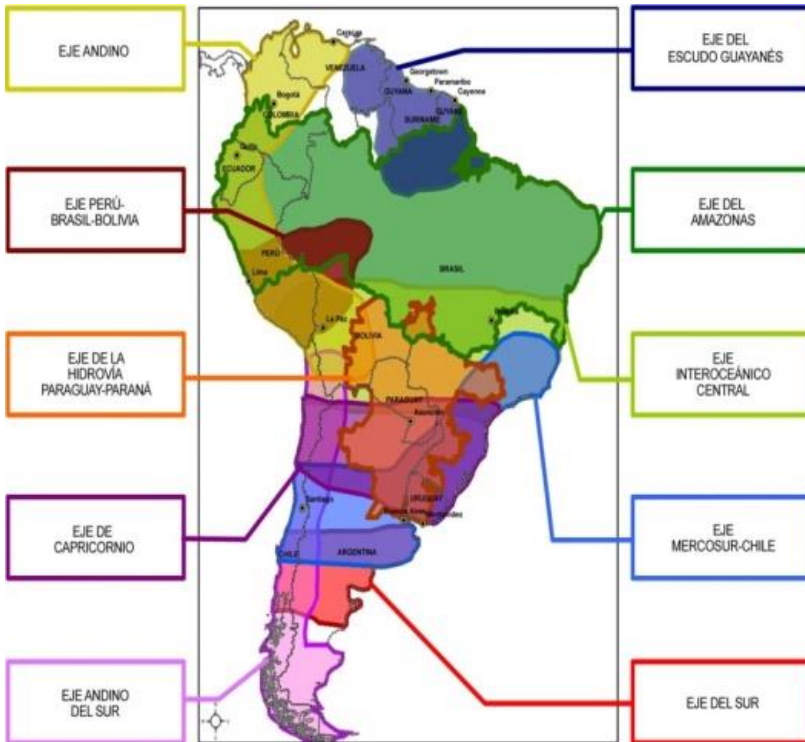 EJE ANDINO
EJE DEL
ESCUDO GUAYANÉS
EJE PERÚ-
BRASIL-BOLIVIA
EJE DEL
AMAZONAS
EJE DE LA
HIDROVÍA
PARAGUAY-PARANÁ
EJE
INTEROCEÁNICO
CENTRAL
EJE DE
CAPRICORNIO
EJE
MERCOSUR-CHILE
EJE ANDINO
DEL SUR
EJE DEL SUR
Caracas
VENEZUELA
Georgetown
Paramaribo
GUYANA
Cayenne
Bogotá
COLOMBIA
SURINAME
GUYANE
Quito
ECUADOR
PERÚ
Lima
BRASIL
La Paz
BOLIVIA
PARAGUAY
Asunción
Santiago
URUGUAY
Buenos Aires
Montevideo
CHILE
ARGENTINA